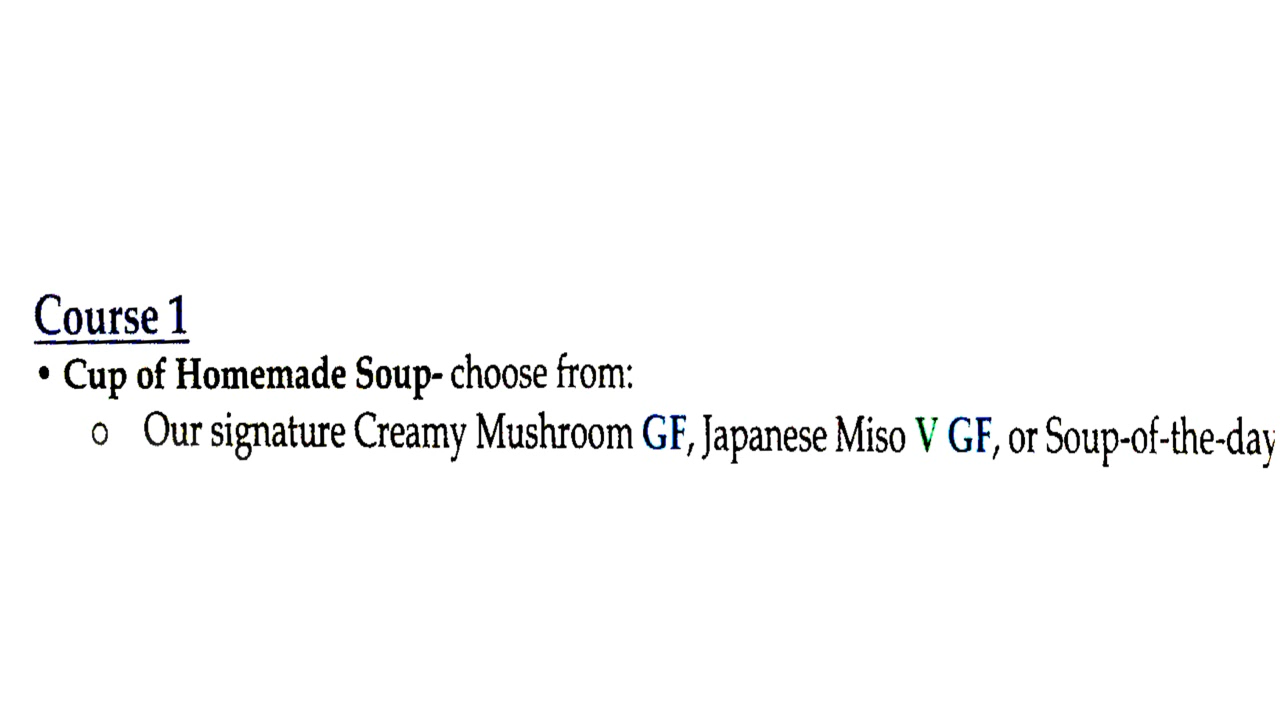 Course 1
• Cup of Homemade Soup- choose from:
o Our signature Creamy Mushroom GF, Japanese Miso V GF, or Soup-of-the-day